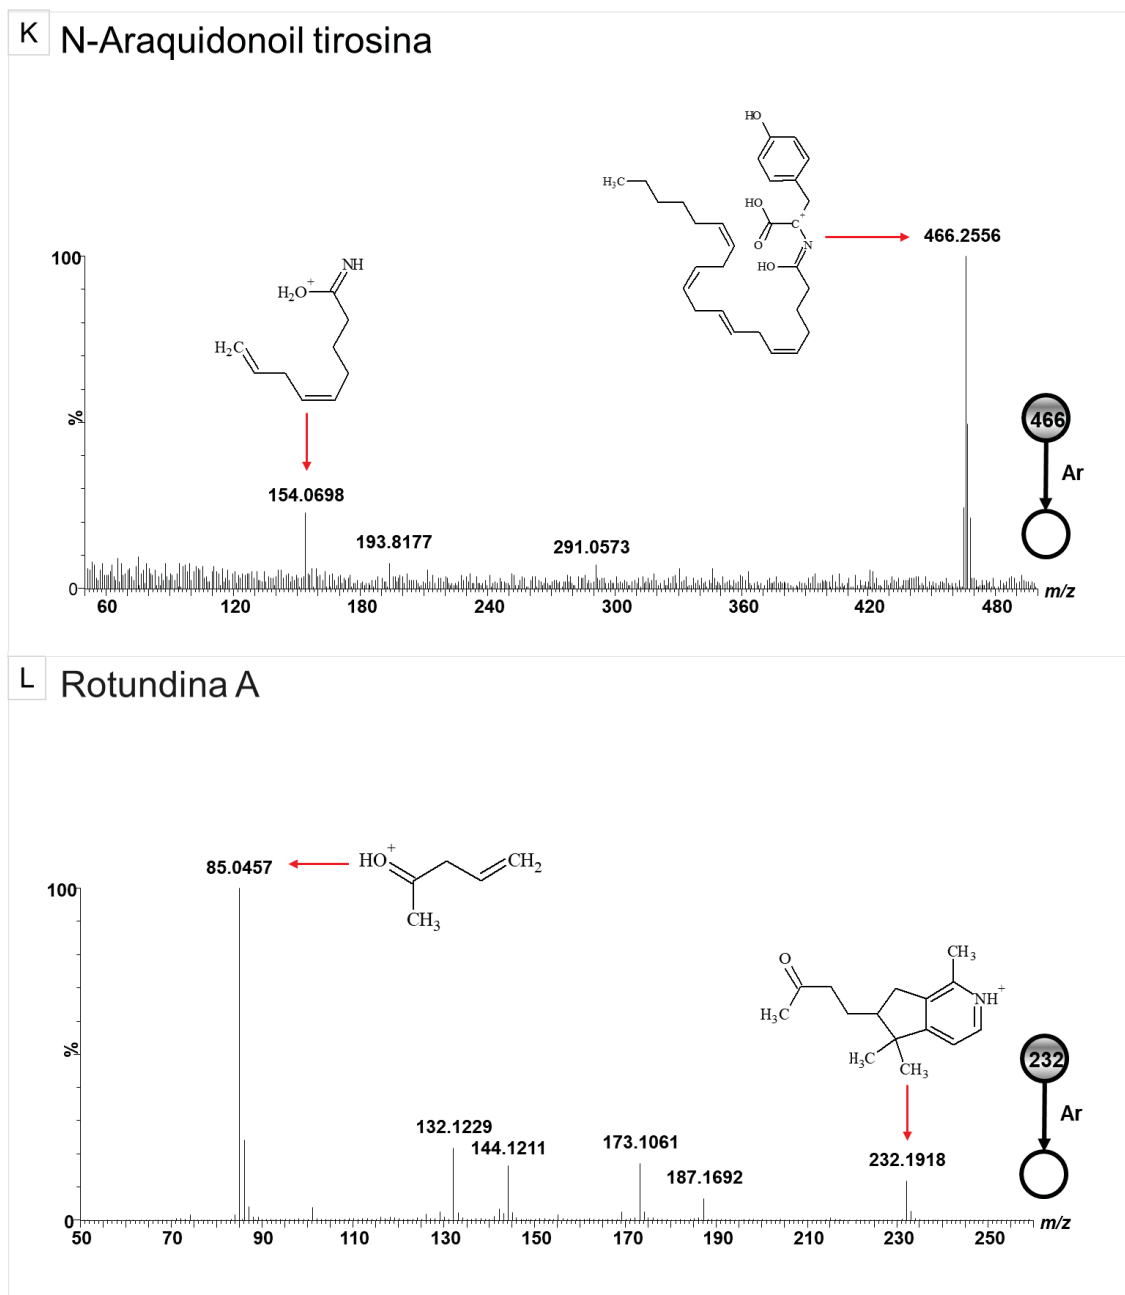 K N-Araquidonoil tirosina
HO
H₃C
HO
C⁺
O
N
HO
466.2556
100
NH
H₂O⁺
H₂C
%
154.0698
193.8177
291.0573
466
Ar
0
60 120 180 240 300 360 420 480 m/z
L Rotundina A
85.0457
HO⁺
CH₂
CH₃
100
O
CH₃
NH⁺
H₃C
H₃C
CH₃
%
232
Ar
132.1229
144.1211
173.1061
187.1692
232.1918
0
50 70 90 110 130 150 170 190 210 230 250 m/z